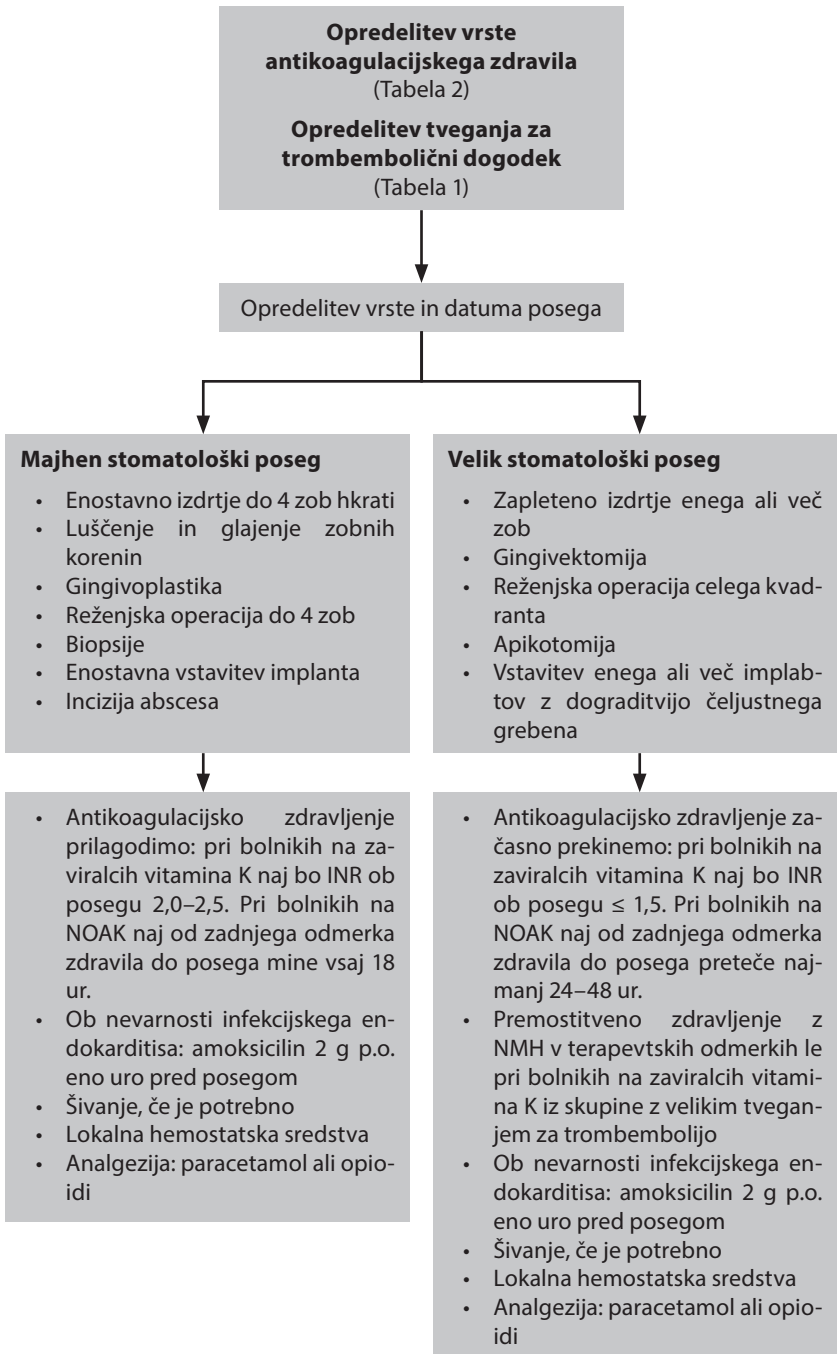 Opredelitev vrste
antikoagulacijskega zdravila
(Tabela 2)
Opredelitev tveganja za
trombembolični dogodek
(Tabela 1)
Opredelitev vrste in datuma posega
Majhen stomatološki poseg
• Enostavno izdrtje do 4 zob hkrati
• Luščenje in glajenje zobnih
korenin
• Gingivoplastika
• Reženjska operacija do 4 zob
• Biopsije
• Enostavna vstavitev implanta
• Incizija abscesa
• Antikoagulacijsko zdravljenje
prilagodimo: pri bolnikih na za-
viralcih vitamina K naj bo INR ob
posegu 2,0–2,5. Pri bolnikih na
NOAK naj od zadnjega odmerka
zdravila do posega mine vsaj 18
ur.
• Ob nevarnosti infekcijskega en-
dokarditisa: amoksicilin 2 g p.o.
eno uro pred posegom
• Šivanje, če je potrebno
• Lokalna hemostatska sredstva
• Analgezija: paracetamol ali opio-
idi
Velik stomatološki poseg
• Zapleteno izdrtje enega ali več
zob
• Gingivektomija
• Reženjska operacija celega kvad-
ranta
• Apikotomija
• Vstavitev enega ali več implab-
tov z dograditvijo čeljustnega
grebena
• Antikoagulacijsko zdravljenje za-
časno prekinemo: pri bolnikih na
zaviralcih vitamina K naj bo INR
ob posegu ≤ 1,5. Pri bolnikih na
NOAK naj od zadnjega odmerka
zdravila do posega preteče naj-
manj 24–48 ur.
• Premostitveno zdravljenje z
NMH v terapevtskih odmerkih le
pri bolnikih na zaviralcih vitami-
na K iz skupine z velikim tvegan-
jem za trombembolijo
• Ob nevarnosti infekcijskega en-
dokarditisa: amoksicilin 2 g p.o.
eno uro pred posegom
• Šivanje, če je potrebno
• Lokalna hemostatska sredstva
• Analgezija: paracetamol ali opio-
idi